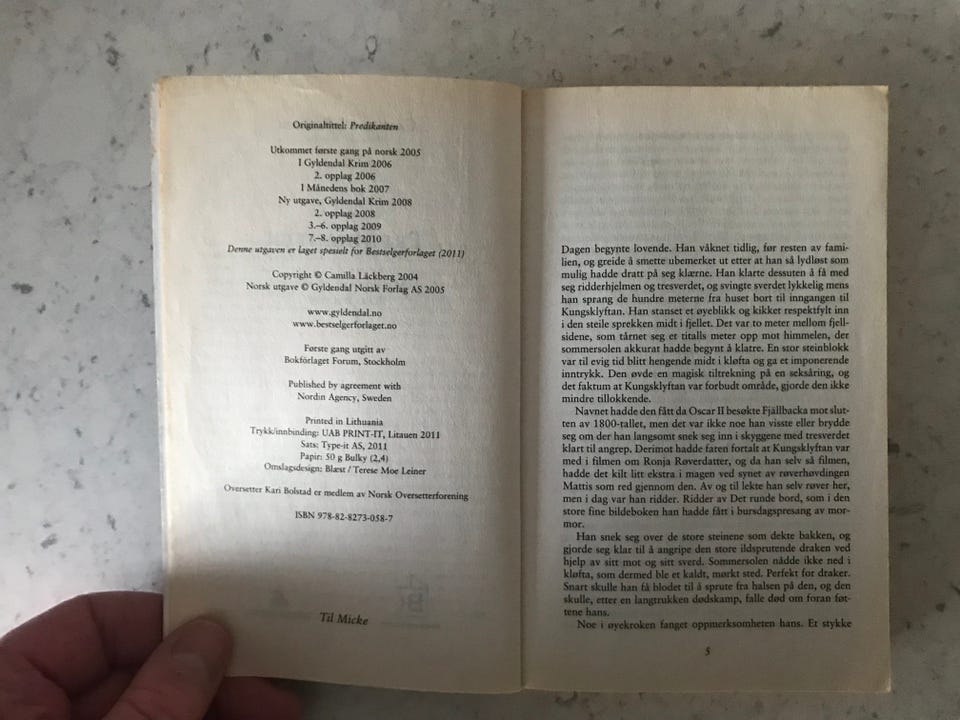 Originaltittel: Predikanten
Utkommet første gang på norsk 2005
I Gyldendal Krim 2006
2. opplag 2006
I Månedens bok 2007
Ny utgave, Gyldendal Krim 2008
2. opplag 2008
3.–6. opplag 2009
7.–8. opplag 2010
Denne utgaven er laget spesielt for Bestselgerforlaget (2011)
Copyright © Camilla Läckberg 2004
Norsk utgave © Gyldendal Norsk Forlag AS 2005
www.gyldendal.no
www.bestselgerforlaget.no
Første gang utgitt av
Bokförlaget Forum, Stockholm
Published by agreement with
Nordin Agency, Sweden
Printed in Lithuania
Trykk/innbinding: UAB PRINT-IT, Litauen 2011
Sats: Type-it AS, 2011
Papir: 50 g Bulky (2,4)
Omslagsdesign: Blæst / Terese Moe Leiner
Oversetter Kari Bolstad er medlem av Norsk Oversetterforening
ISBN 978-82-8273-058-7
Til Micke
Dagen begynte lovende. Han våknet tidlig, før resten av fami-
lien, og greide å smette ubemerket ut etter at han så lydløst som
mulig hadde dratt på seg klærne. Han klarte dessuten å få med
seg ridderhjelmen og tresverdet, og svingte sverdet lykkelig mens
han sprang de hundre meterne fra huset bort til inngangen til
Kungsklyftan. Han stanset et øyeblikk og kikket respektfylt inn
i den steile sprekken midt i fjellet. Det var to meter mellom fjell-
sidene, som tårnet seg et titalls meter opp mot himmelen, der
sommersolen akkurat hadde begynt å klatre. En stor steinblokk
var til evig tid blitt hengende midt i kløfta og ga et imponerende
inntrykk. Den øvde en magisk tiltrekning på en seksåring, og
det faktum at Kungsklyftan var forbudt område, gjorde den ikke
mindre tillokkende.
Navnet hadde den fått da Oscar II besøkte Fjällbacka mot slut-
ten av 1800-tallet, men det var ikke noe han visste eller brydde
seg om der han langsomt snek seg inn i skyggene med tresverdet
klart til angrep. Derimot hadde faren fortalt at Kungsklyftan var
med i filmen om Ronja Røverdatter, og da han selv så filmen,
hadde det kilt litt ekstra i magen ved synet av røverhøvdingen
Mattis som red gjennom den. Av og til lekte han selv røver her,
men i dag var han ridder. Ridder av Det runde bord, som i den
store fine bildeboken han hadde fått i bursdagspresang av mor-
mor.
Han snek seg over de store steinene som dekte bakken, og
gjorde seg klar til å angripe den store ildsprutende draken ved
hjelp av sitt mot og sitt sverd. Sommersolen nådde ikke ned i
kløfta, som dermed ble et kaldt, mørkt sted. Perfekt for draker.
Snart skulle han få blodet til å sprute fra halsen på den, og den
skulle, etter en langtrukken dødskamp, falle død om foran føt-
tene hans.
Noe i øyekroken fanget oppmerksomheten hans. Et stykke
5